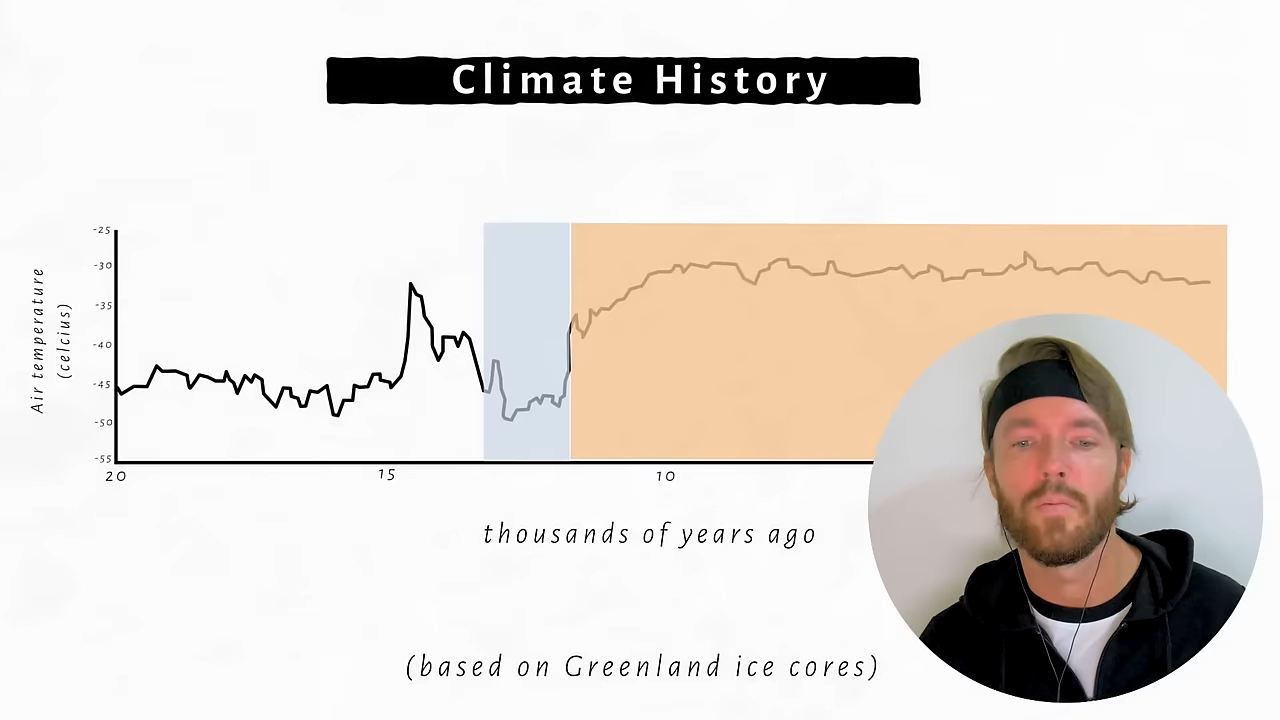 Climate History
Air temperature
(celcius)
-25
-30
-35
-40
-45
-50
-55
20
15
10
thousands of years ago
(based on Greenland ice cores)